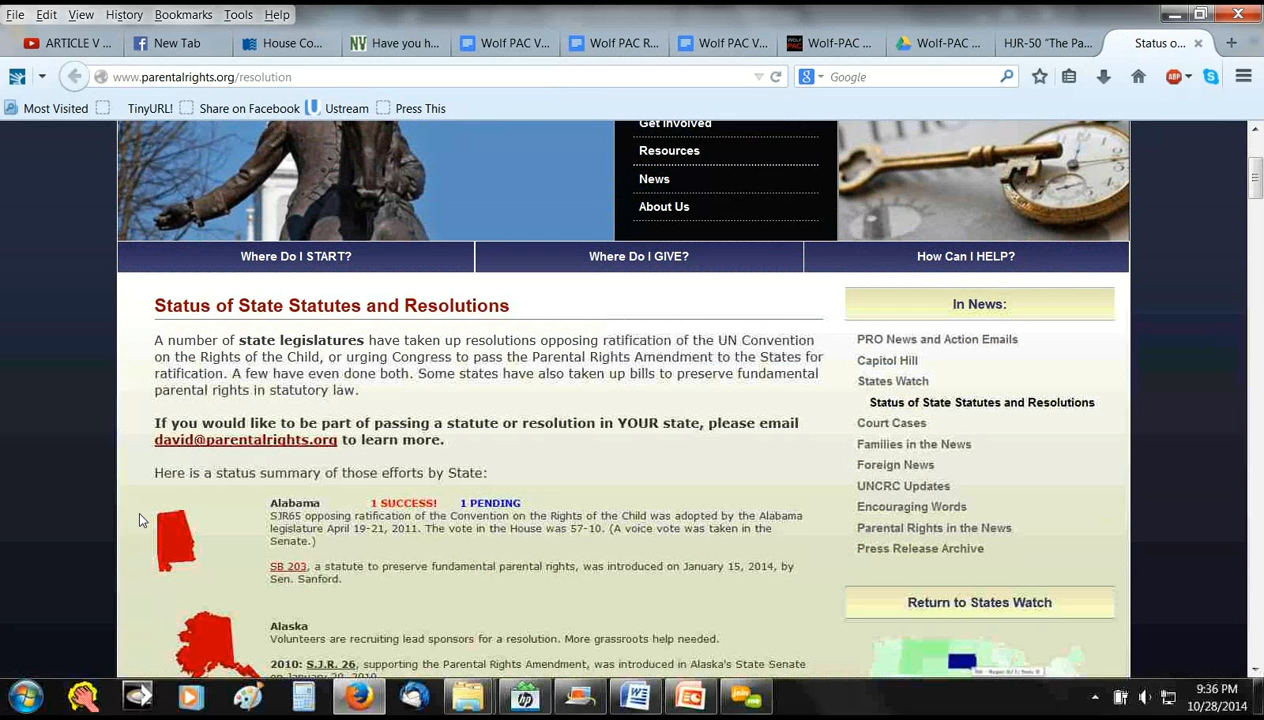 File Edit View History Bookmarks Tools Help
ARTICLE V ... New Tab House Co... Have you h... Wolf PAC V... Wolf PAC R... Wolf PAC V... Wolf-PAC ... Wolf-PAC ... HJR-50 "The Pa... Status o...
www.parentalrights.org/resolution Google
Most Visited TinyURL! Share on Facebook Ustream Press This
Get Involved
Resources
News
About Us
Where Do I START? Where Do I GIVE? How Can I HELP?
Status of State Statutes and Resolutions
A number of state legislatures have taken up resolutions opposing ratification of the UN Convention
on the Rights of the Child, or urging Congress to pass the Parental Rights Amendment to the States for
ratification. A few have even done both. Some states have also taken up bills to preserve fundamental
parental rights in statutory law.
If you would like to be part of passing a statute or resolution in YOUR state, please email
david@parentalrights.org to learn more.
Here is a status summary of those efforts by State:
Alabama 1 SUCCESS! 1 PENDING
SJR65 opposing ratification of the Convention on the Rights of the Child was adopted by the Alabama
legislature April 19-21, 2011. The vote in the House was 57-10. (A voice vote was taken in the
Senate.)
SB 203, a statute to preserve fundamental parental rights, was introduced on January 15, 2014, by
Sen. Sanford.
Alaska
Volunteers are recruiting lead sponsors for a resolution. More grassroots help needed.
2010: S.J.R. 26, supporting the Parental Rights Amendment, was introduced in Alaska's State Senate
on January 20, 2010
In News:
PRO News and Action Emails
Capitol Hill
States Watch
Status of State Statutes and Resolutions
Court Cases
Families in the News
Foreign News
UNCRC Updates
Encouraging Words
Parental Rights in the News
Press Release Archive
Return to States Watch
9:36 PM
10/28/2014